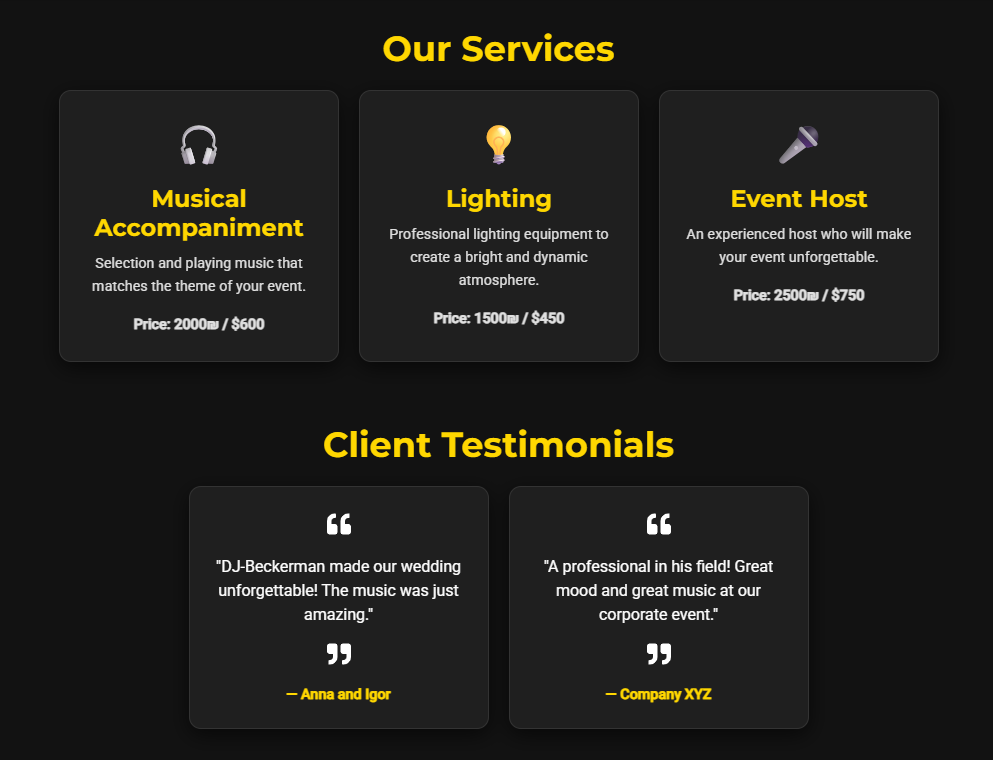 Our Services
Musical
Accompaniment
Selection and playing music that
matches the theme of your event.
Price: 2000₪ / $600
Lighting
Professional lighting equipment to
create a bright and dynamic
atmosphere.
Price: 1500₪ / $450
Event Host
An experienced host who will make
your event unforgettable.
Price: 2500₪ / $750
Client Testimonials
"DJ-Beckerman made our wedding
unforgettable! The music was just
amazing."
— Anna and Igor
"A professional in his field! Great
mood and great music at our
corporate event."
— Company XYZ